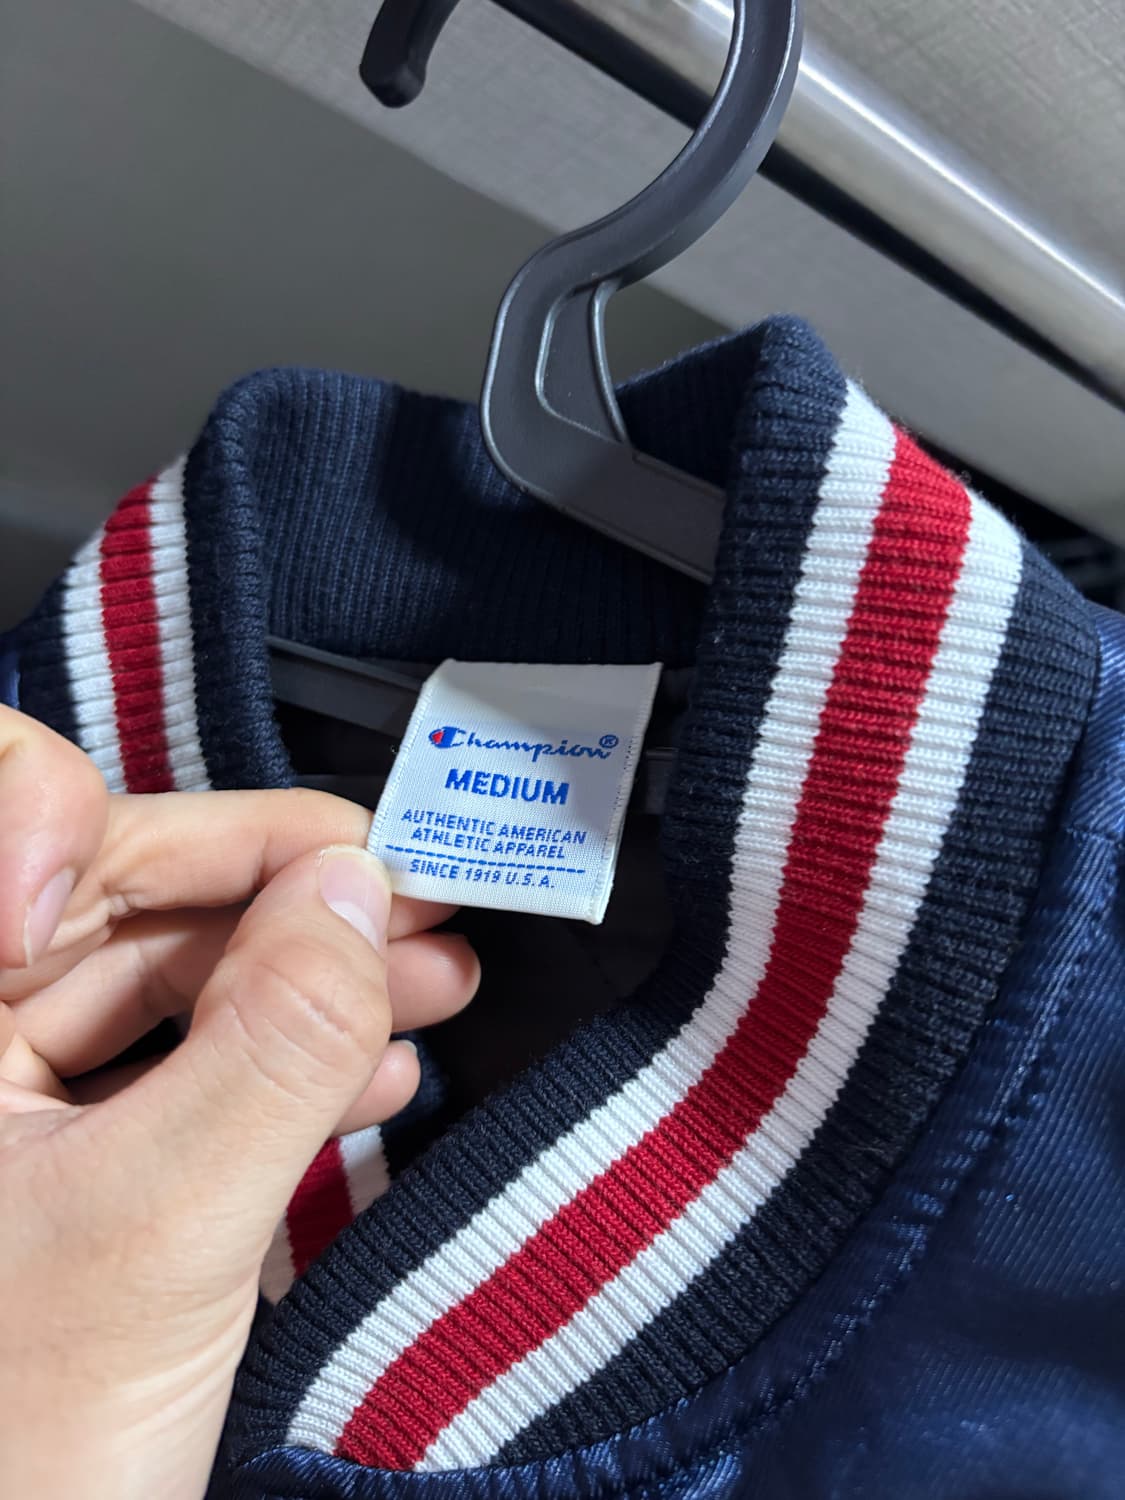 Champion®
MEDIUM
AUTHENTIC AMERICAN
ATHLETIC APPAREL
SINCE 1919 U.S.A.